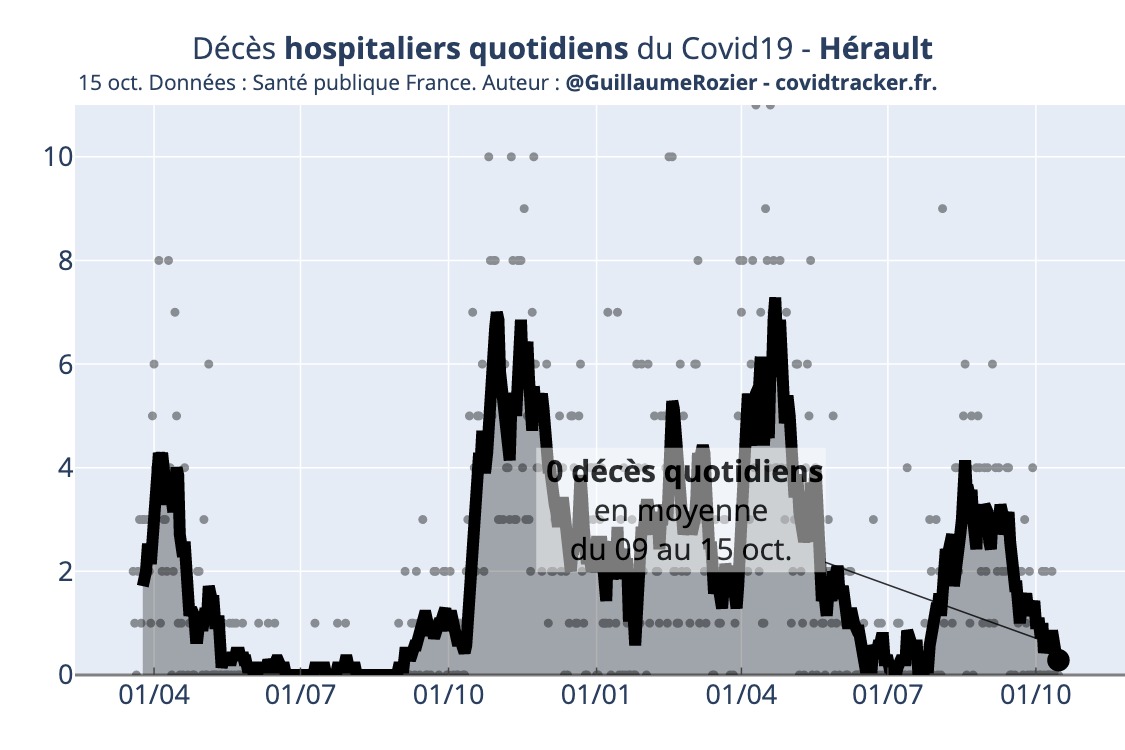 Décès hospitaliers quotidiens du Covid19 - Hérault
15 oct. Données : Santé publique France. Auteur : @GuillaumeRozier - covidtracker.fr.
10
8
6
4
2
0
0 décès quotidiens
en moyenne
du 09 au 15 oct.
01/04 01/07 01/10 01/01 01/04 01/07 01/10